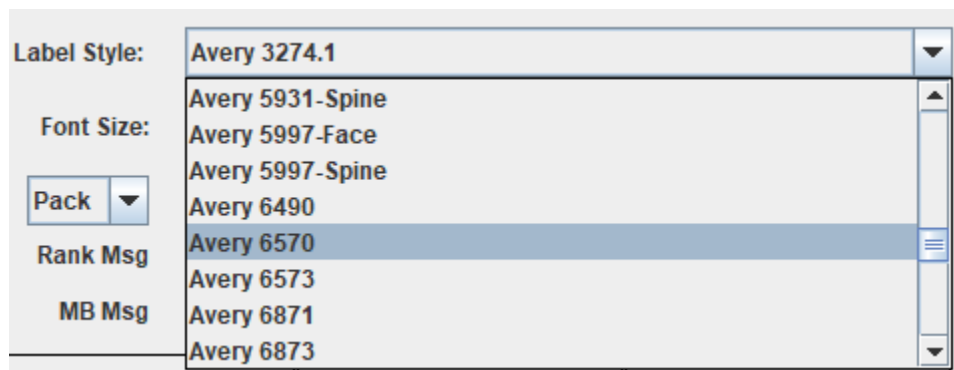 Label Style: Avery 3274.1
Avery 5931-Spine
Font Size:
Avery 5997-Face
Avery 5997-Spine
Pack
Avery 6490
Avery 6570
Rank Msg
Avery 6573
MB Msg
Avery 6871
Avery 6873